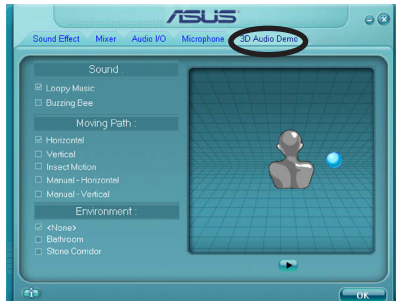 ASUS
Sound Effect Mixer Audio I/O Microphone 3D Audio Demo
Sound :
Loopy Music
Buzzing Bee
Moving Path :
Horizontal
Vertical
Insect Motion
Manual - Horizontal
Manual - Vertical
Environment :
<None>
Bathroom
Stone Corridor
i
OK